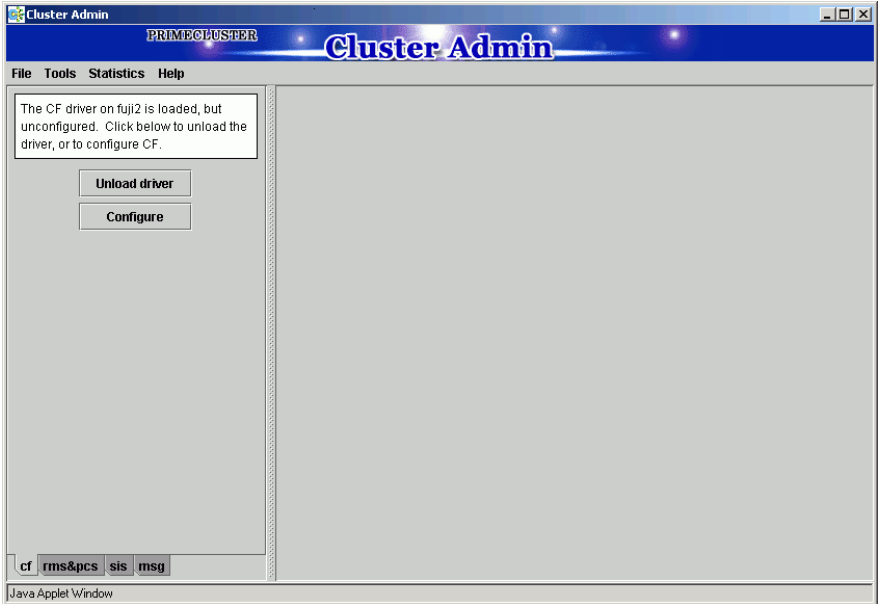 Cluster Admin
PRIMECLUSTER
Cluster Admin
File Tools Statistics Help
The CF driver on fuji2 is loaded, but
unconfigured. Click below to unload the
driver, or to configure CF.
Unload driver
Configure
cf rms&pcs sis msg
Java Applet Window